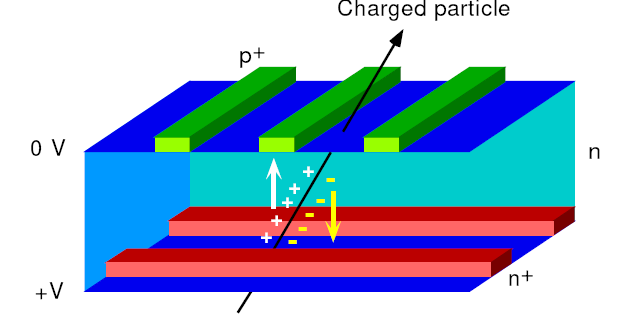 Charged particle
p+
0 V
n
+ + + + +
- - - - -
n+
+V